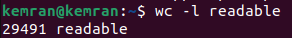 kemran@kemran:~$ wc -l readable
29491 readable